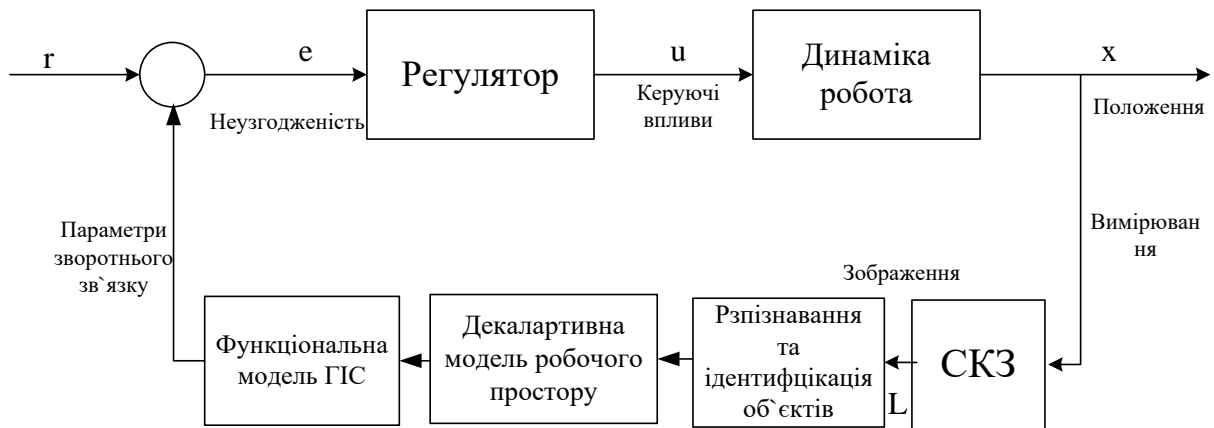 r
e
Неузгодженість
Регулятор
u
Керуючі
впливи
Динаміка
робота
x
Положення
Параметри
зворотнього
зв`язку
Вимірюван
ня
Зображення
Функціональна
модель ГІС
Декалартивна
модель робочого
простору
Рзпізнавання
та
ідентифцікація
об`єктів
L
СКЗ